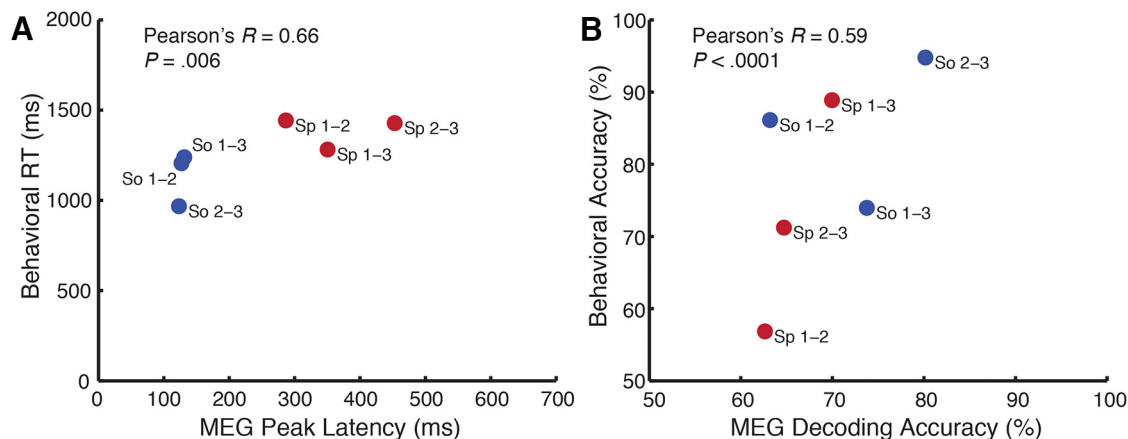 A
Pearson's R = 0.66
P = .006
2000
1500
1000
500
0
Behavioral RT (ms)
So 1–3
So 1–2
So 2–3
Sp 1–2
Sp 1–3
Sp 2–3
0 100 200 300 400 500 600 700
MEG Peak Latency (ms)
B
Pearson's R = 0.59
P < .0001
100
90
80
70
60
50
Behavioral Accuracy (%)
So 2–3
Sp 1–3
So 1–2
So 1–3
Sp 2–3
Sp 1–2
50 60 70 80 90 100
MEG Decoding Accuracy (%)